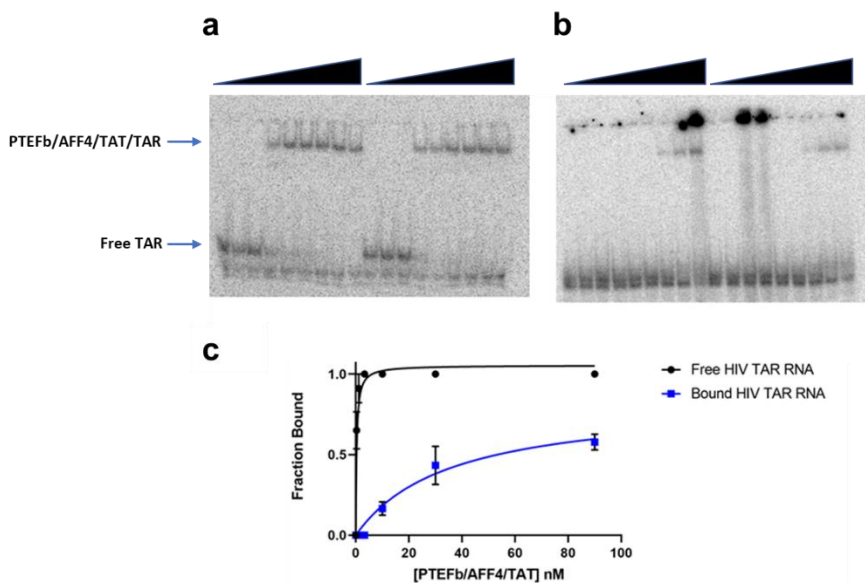 a
b
PTEFb/AFF4/TAT/TAR
Free TAR
c
Fraction Bound
1.0
0.5
0.0
0
20
40
60
80
100
[PTEFb/AFF4/TAT] nM
Free HIV TAR RNA
Bound HIV TAR RNA